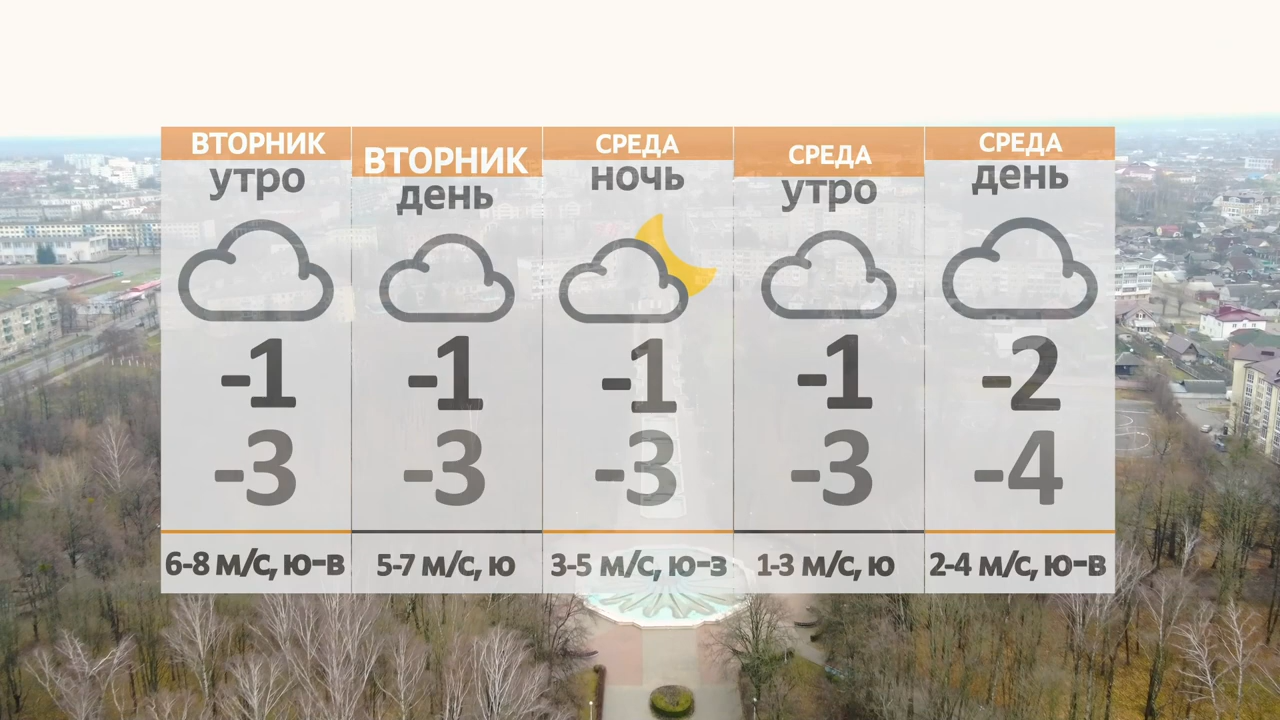 ВТОРНИК
утро
-1
-3
6-8 м/с, ю-в
ВТОРНИК
день
-1
-3
5-7 м/с, ю
СРЕДА
ночь
-1
-3
3-5 м/с, ю-з
СРЕДА
утро
-1
-3
1-3 м/с, ю
СРЕДА
день
-2
-4
2-4 м/с, ю-в